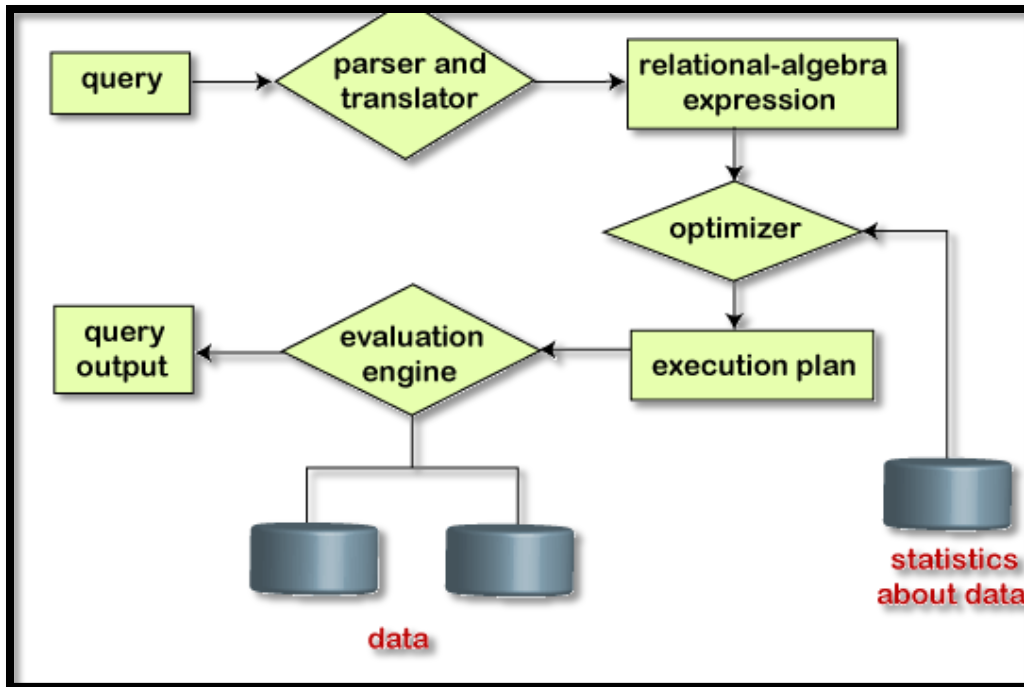 query
parser and
translator
relational-algebra
expression
optimizer
query
output
evaluation
engine
execution plan
statistics
about data
data